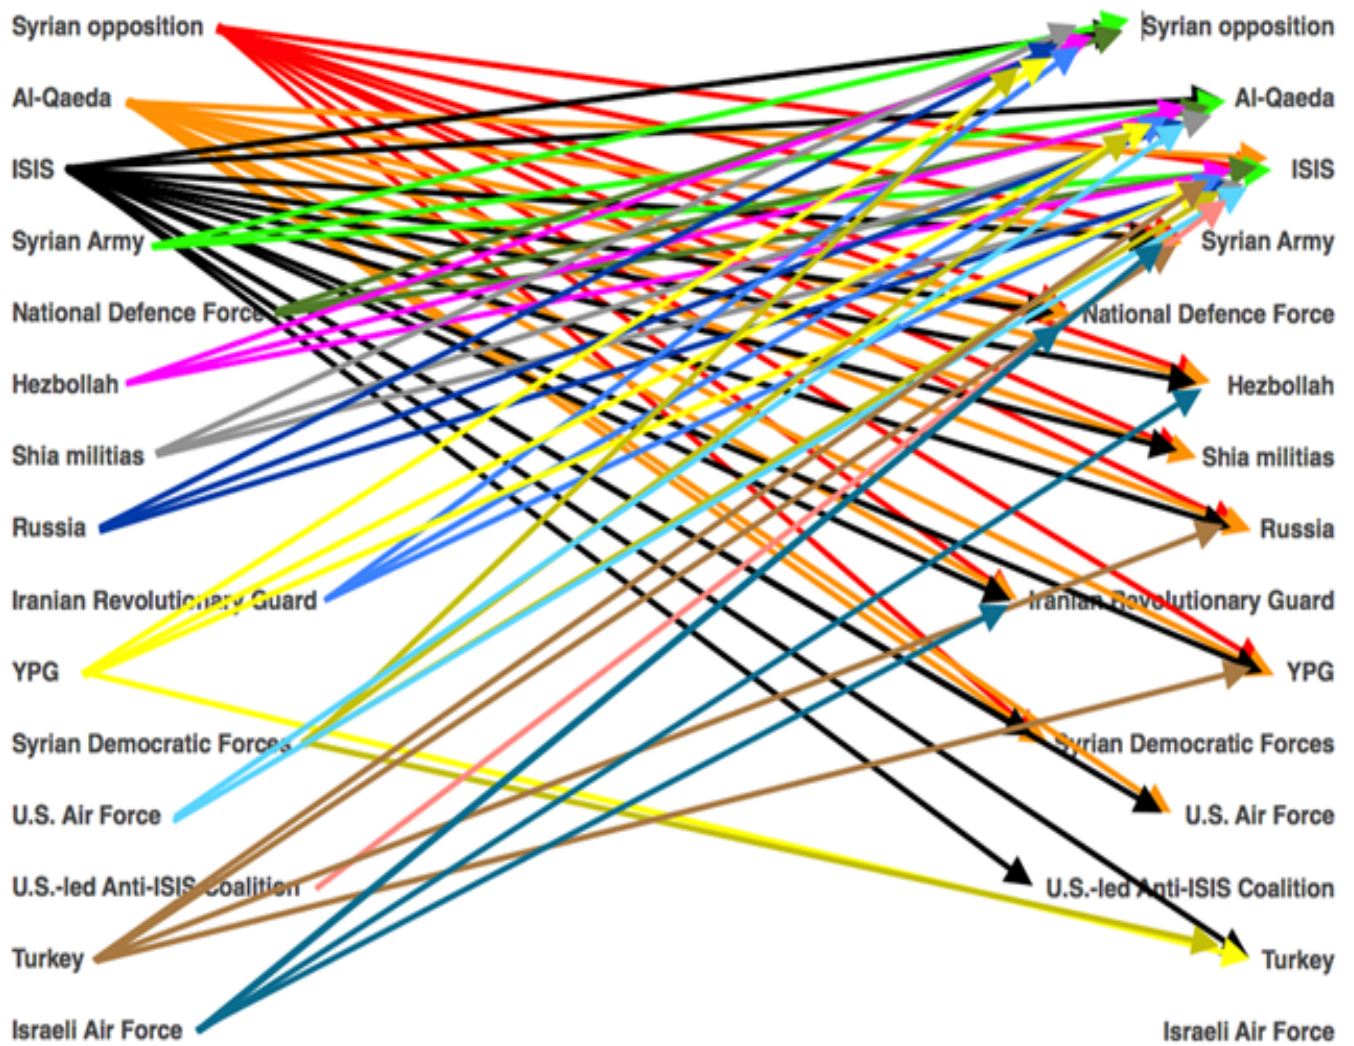 Syrian opposition Syrian opposition
Al-Qaeda Al-Qaeda
ISIS ISIS
Syrian Army Syrian Army
National Defence Force National Defence Force
Hezbollah Hezbollah
Shia militias Shia militias
Russia Russia
Iranian Revolutionary Guard Iranian Revolutionary Guard
YPG YPG
Syrian Democratic Forces Syrian Democratic Forces
U.S. Air Force U.S. Air Force
U.S.-led Anti-ISIS Coalition U.S.-led Anti-ISIS Coalition
Turkey Turkey
Israeli Air Force Israeli Air Force